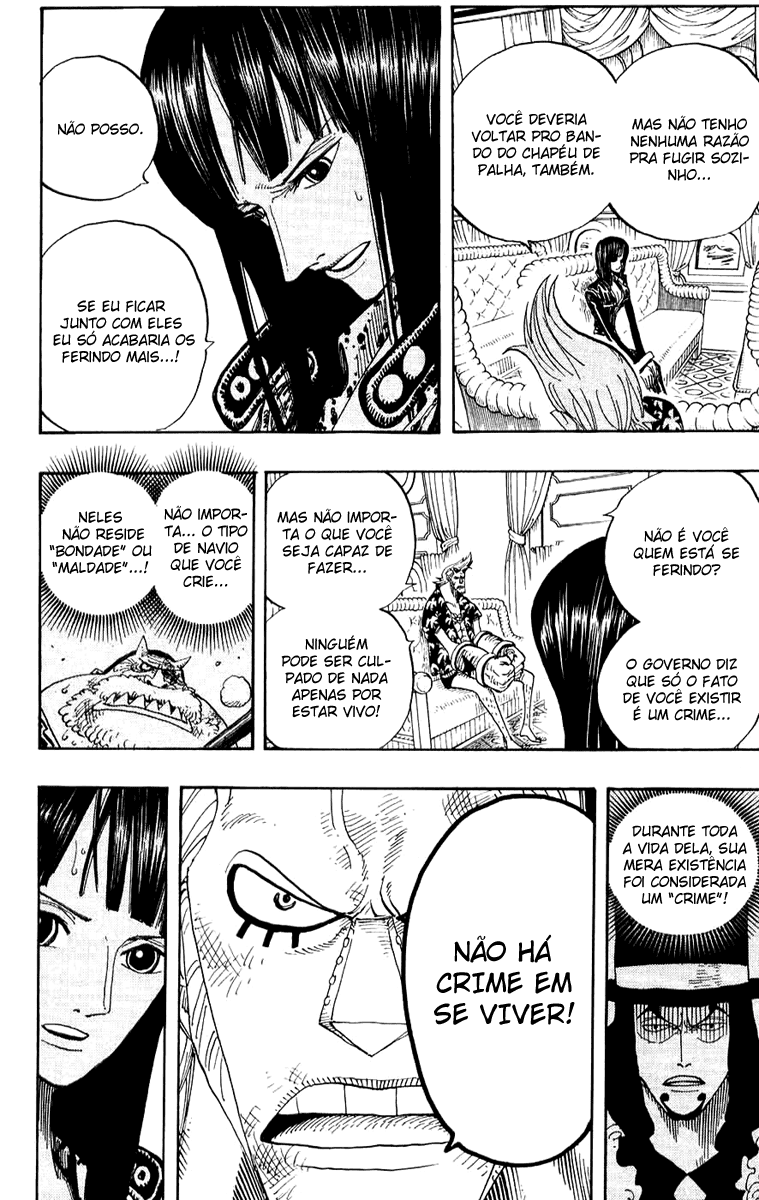 MAS NÃO TENHO
NENHUMA RAZÃO
PRA FUGIR SOZI-
NHO...
VOCÊ DEVERIA
VOLTAR PRO BAN-
DO DO CHAPÉU DE
PALHA, TAMBÉM.
NÃO POSSO.
SE EU FICAR
JUNTO COM ELES
EU SÓ ACABARIA OS
FERINDO MAIS...!
NÃO É VOCÊ
QUEM ESTÁ SE
FERINDO?
O GOVERNO DIZ
QUE SÓ O FATO
DE VOCÊ EXISTIR
É UM CRIME...
MAS NÃO IMPOR-
TA O QUE VOCÊ
SEJA CAPAZ DE
FAZER...
NINGUÉM
PODE SER CUL-
PADO DE NADA
APENAS POR
ESTAR VIVO!
NÃO IMPOR-
TA... O TIPO
DE NAVIO
QUE VOCÊ
CRIE...
NELES
NÃO RESIDE
"BONDADE" OU
"MALDADE"...!
DURANTE TODA
A VIDA DELA, SUA
MERA EXISTÊNCIA
FOI CONSIDERADA
UM "CRIME"!
NÃO HÁ
CRIME EM
SE VIVER!